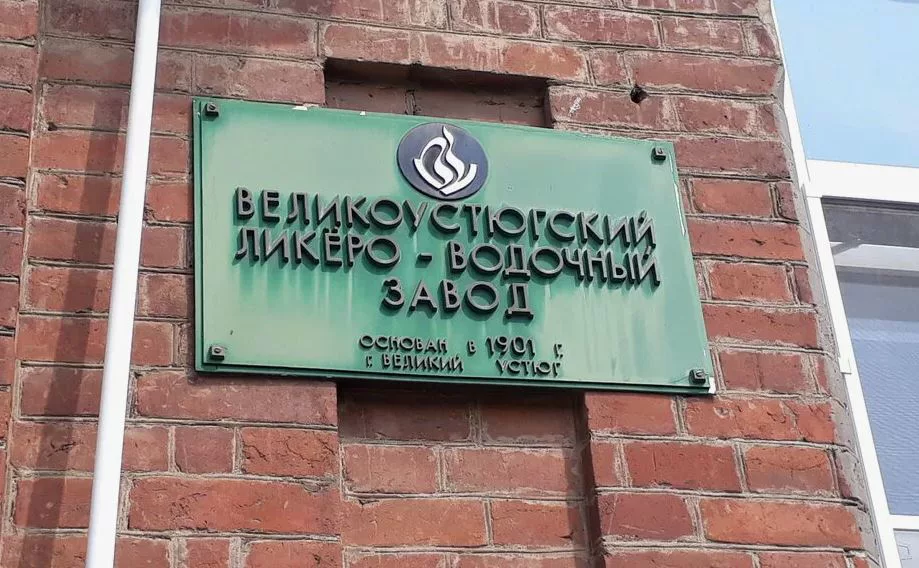 ВЕЛИКОУСТЮГСКИЙ
ЛИКЁРО - ВОДОЧНЫЙ
ЗАВОД
ОСНОВАН В 1901 Г.
Г. ВЕЛИКИЙ УСТЮГ